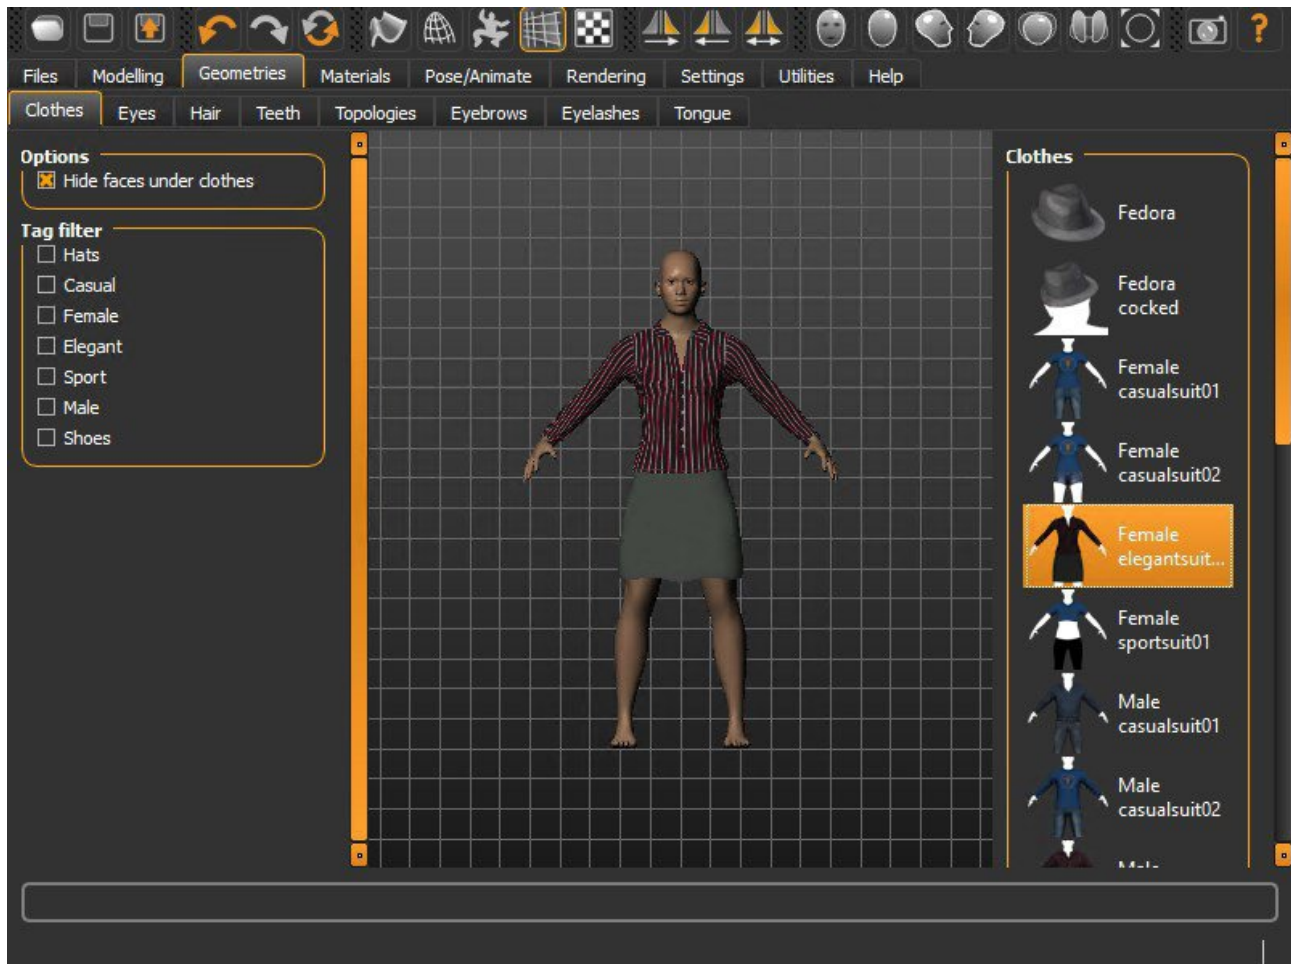 ?
Files Modelling Geometries Materials Pose/Animate Rendering Settings Utilities Help
Clothes Eyes Hair Teeth Topologies Eyebrows Eyelashes Tongue
Options
Hide faces under clothes
Tag filter
Hats
Casual
Female
Elegant
Sport
Male
Shoes
Clothes
Fedora
Fedora
cocked
Female
casualsuit01
Female
casualsuit02
Female
elegantsuit...
Female
sportsuit01
Male
casualsuit01
Male
casualsuit02